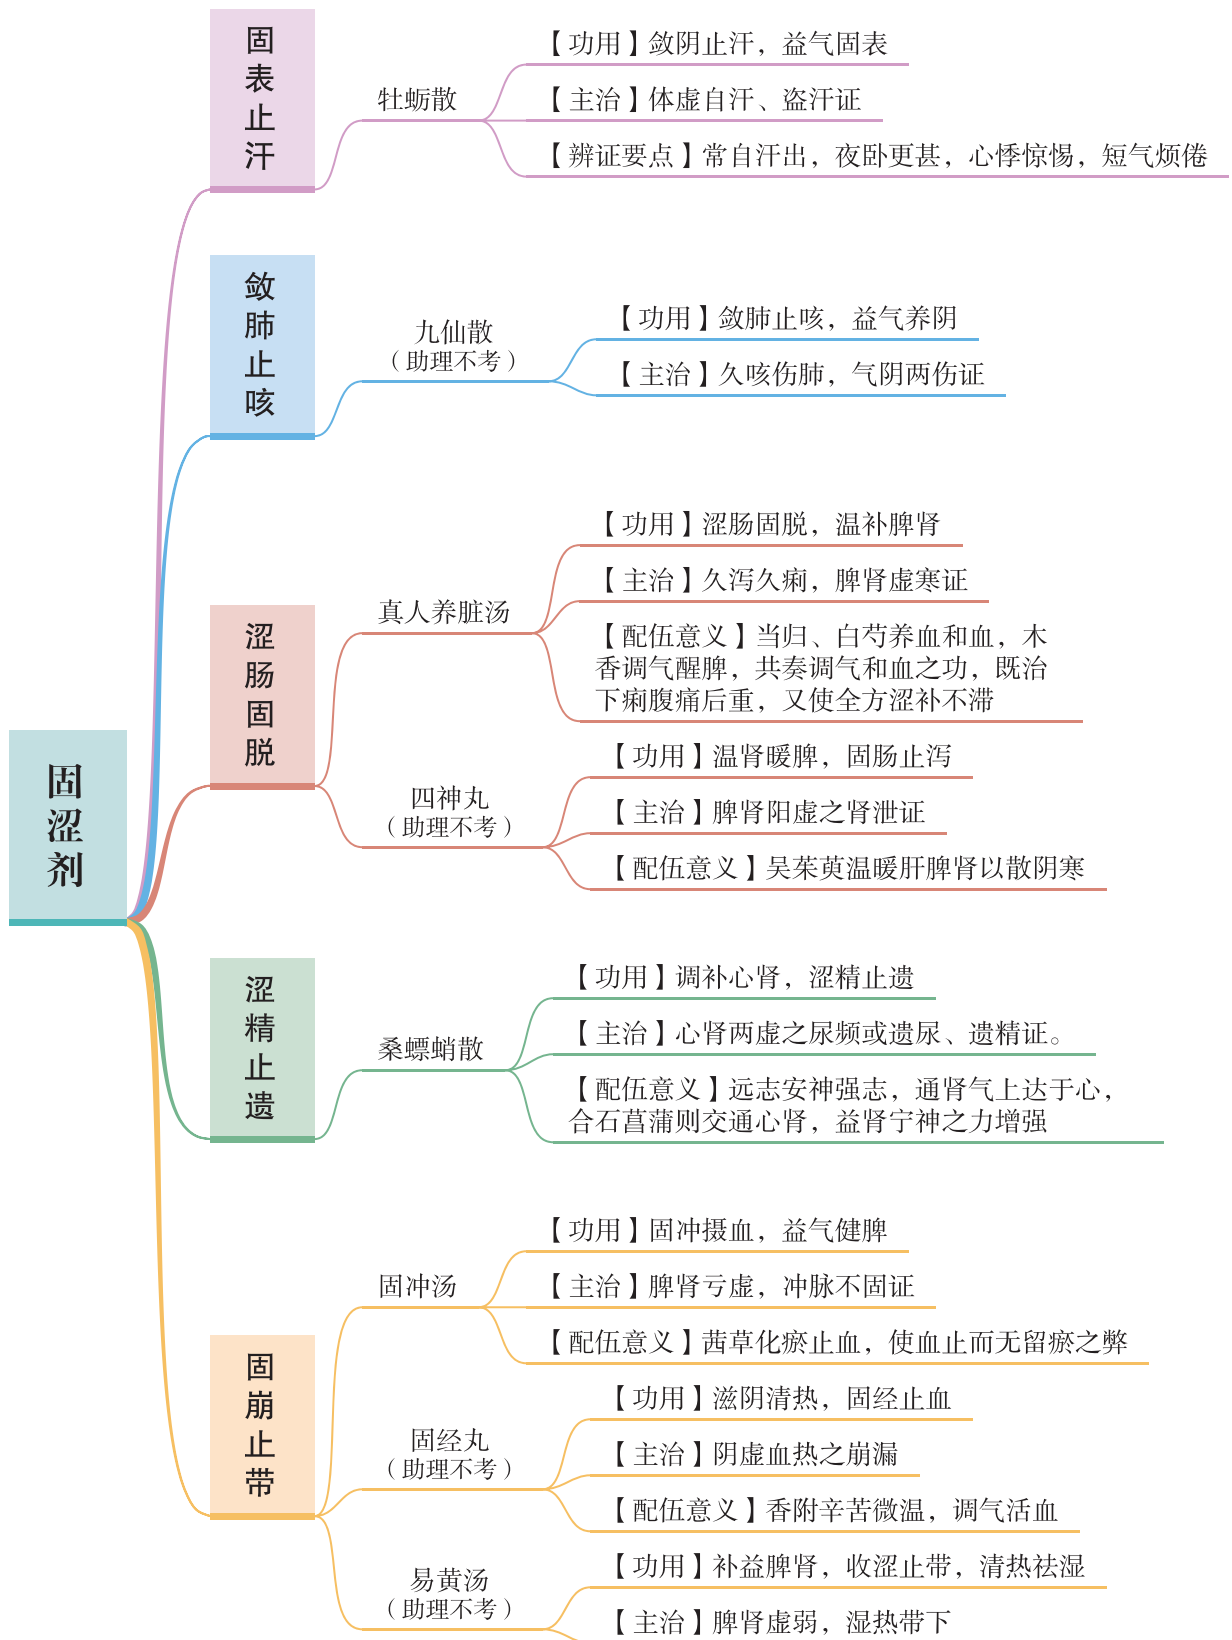 固涩剂
固表止汗
牡蛎散
【功用】敛阴止汗，益气固表
【主治】体虚自汗、盗汗证
【辨证要点】常自汗出，夜卧更甚，心悸惊惕，短气烦倦
敛肺止咳
九仙散
（助理不考）
【功用】敛肺止咳，益气养阴
【主治】久咳伤肺，气阴两伤证
涩肠固脱
真人养脏汤
【功用】涩肠固脱，温补脾肾
【主治】久泻久痢，脾肾虚寒证
【配伍意义】当归、白芍养血和血，木
香调气醒脾，共奏调气和血之功，既治
下痢腹痛后重，又使全方涩补不滞
四神丸
（助理不考）
【功用】温肾暖脾，固肠止泻
【主治】脾肾阳虚之肾泄证
【配伍意义】吴茱萸温暖肝脾肾以散阴寒
涩精止遗
桑螵蛸散
【功用】调补心肾，涩精止遗
【主治】心肾两虚之尿频或遗尿、遗精证。
【配伍意义】远志安神强志，通肾气上达于心，
合石菖蒲则交通心肾，益肾宁神之力增强
固崩止带
固冲汤
【功用】固冲摄血，益气健脾
【主治】脾肾亏虚，冲脉不固证
【配伍意义】茜草化瘀止血，使血止而无留瘀之弊
固经丸
（助理不考）
【功用】滋阴清热，固经止血
【主治】阴虚血热之崩漏
【配伍意义】香附辛苦微温，调气活血
易黄汤
（助理不考）
【功用】补益脾肾，收涩止带，清热祛湿
【主治】脾肾虚弱，湿热带下